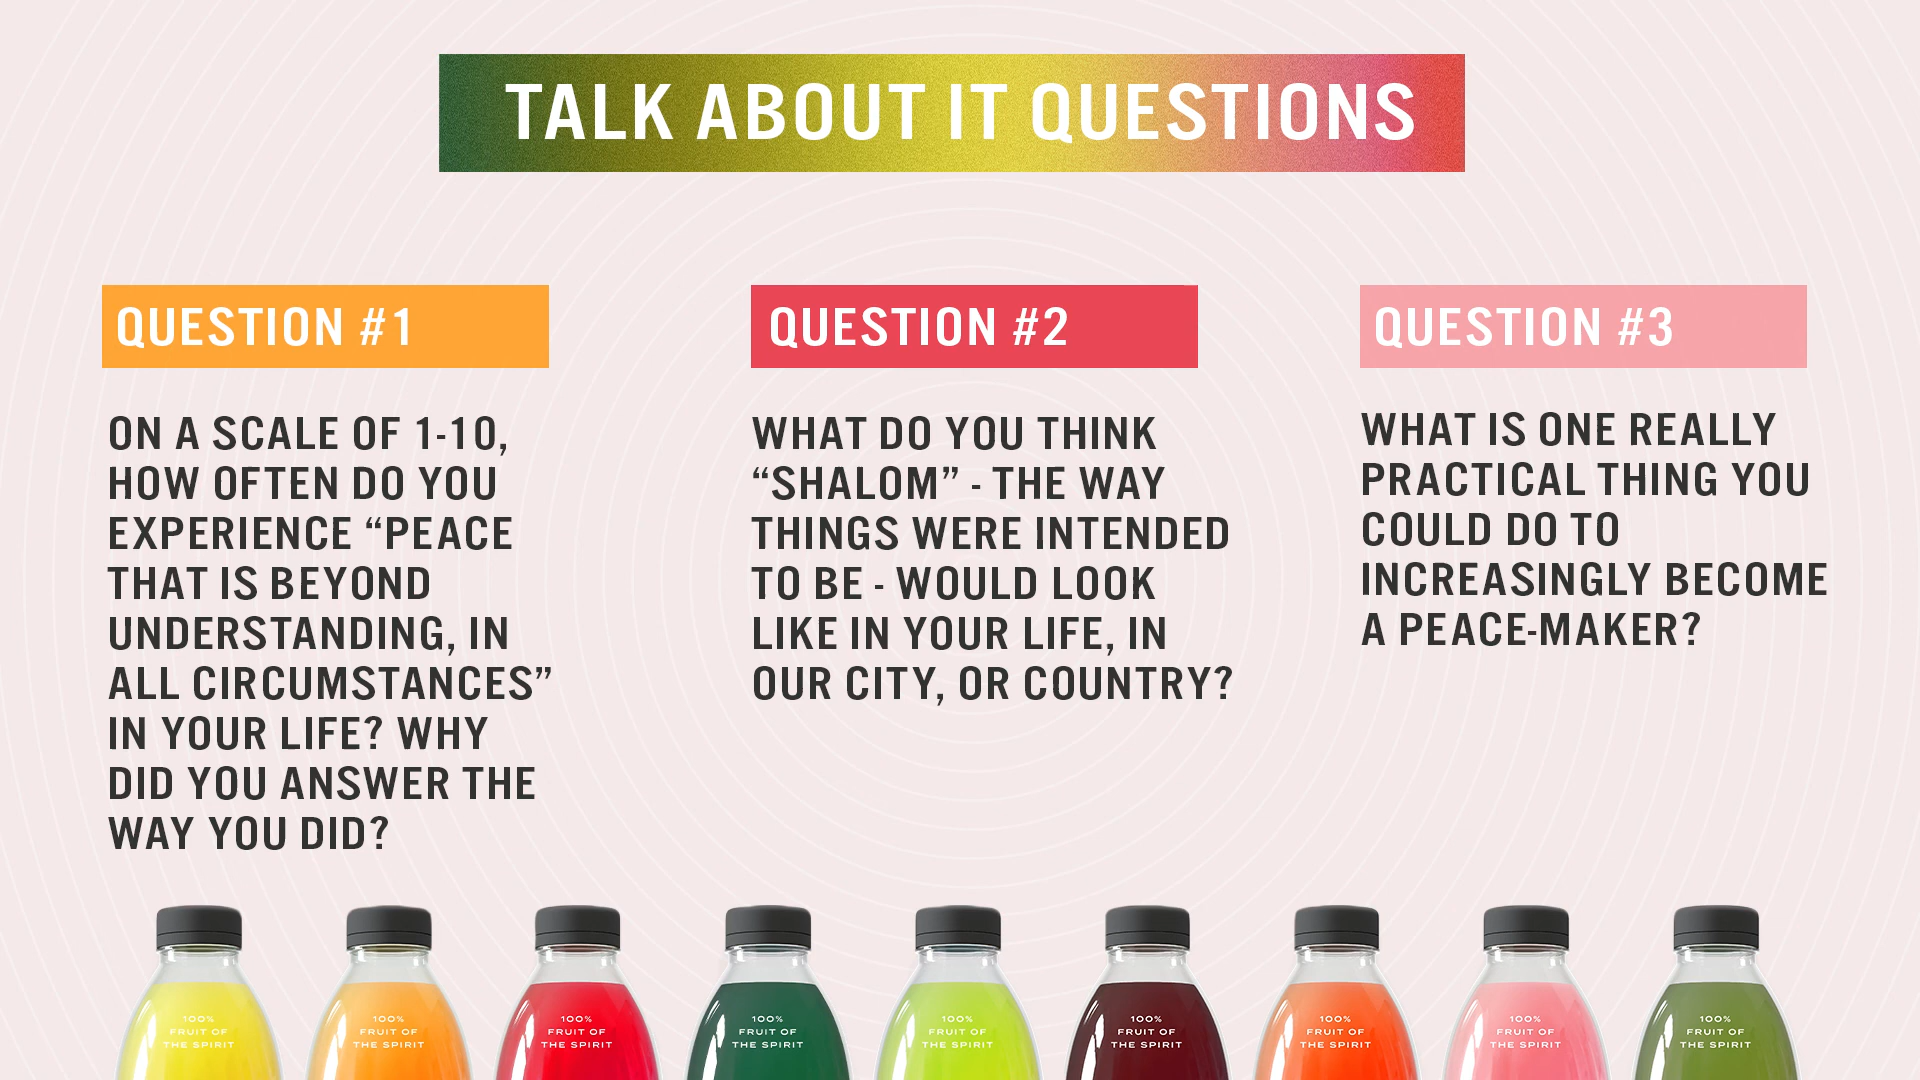 TALK ABOUT IT QUESTIONS
QUESTION #1
ON A SCALE OF 1-10,
HOW OFTEN DO YOU
EXPERIENCE “PEACE
THAT IS BEYOND
UNDERSTANDING, IN
ALL CIRCUMSTANCES”
IN YOUR LIFE? WHY
DID YOU ANSWER THE
WAY YOU DID?
QUESTION #2
WHAT DO YOU THINK
“SHALOM” - THE WAY
THINGS WERE INTENDED
TO BE - WOULD LOOK
LIKE IN YOUR LIFE, IN
OUR CITY, OR COUNTRY?
QUESTION #3
WHAT IS ONE REALLY
PRACTICAL THING YOU
COULD DO TO
INCREASINGLY BECOME
A PEACE-MAKER?
100%
FRUIT OF
THE SPIRIT
100%
FRUIT OF
THE SPIRIT
100%
FRUIT OF
THE SPIRIT
100%
FRUIT OF
THE SPIRIT
100%
FRUIT OF
THE SPIRIT
100%
FRUIT OF
THE SPIRIT
100%
FRUIT OF
THE SPIRIT
100%
FRUIT OF
THE SPIRIT
100%
FRUIT OF
THE SPIRIT